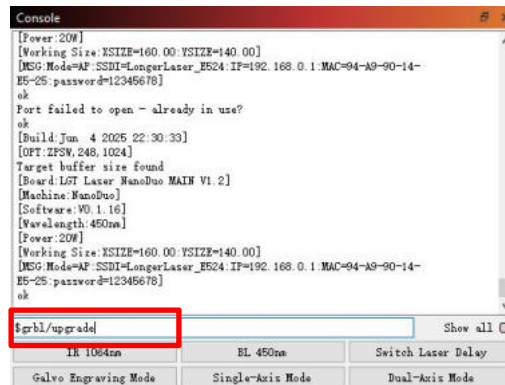 Console
[Power:20W]
[Working Size:XSIZE=160.00:YSIZE=140.00]
[MSG:Mode=AP:SSDI=LongerLaser_E524:IP=192.168.0.1:MAC=94-A9-90-14-
E5-25:password=12345678]
ok
Port failed to open - already in use?
ok
[Build:Jun 4 2025 22:30:33]
[OPT:ZPSW,248,1024]
Target buffer size found
[Board:LGT Laser NanoDuo MAIN V1.2]
[Machine:NanoDuo]
[Software:V0.1.16]
[Wavelength:450nm]
[Power:20W]
[Working Size:XSIZE=160.00:YSIZE=140.00]
[MSG:Mode=AP:SSDI=LongerLaser_E524:IP=192.168.0.1:MAC=94-A9-90-14-
E5-25:password=12345678]
ok
$grbl/upgrade
Show all
IR 1064nm BL 450nm Switch Laser Delay
Galvo Engraving Mode Single-Axis Mode Dual-Axis Mode